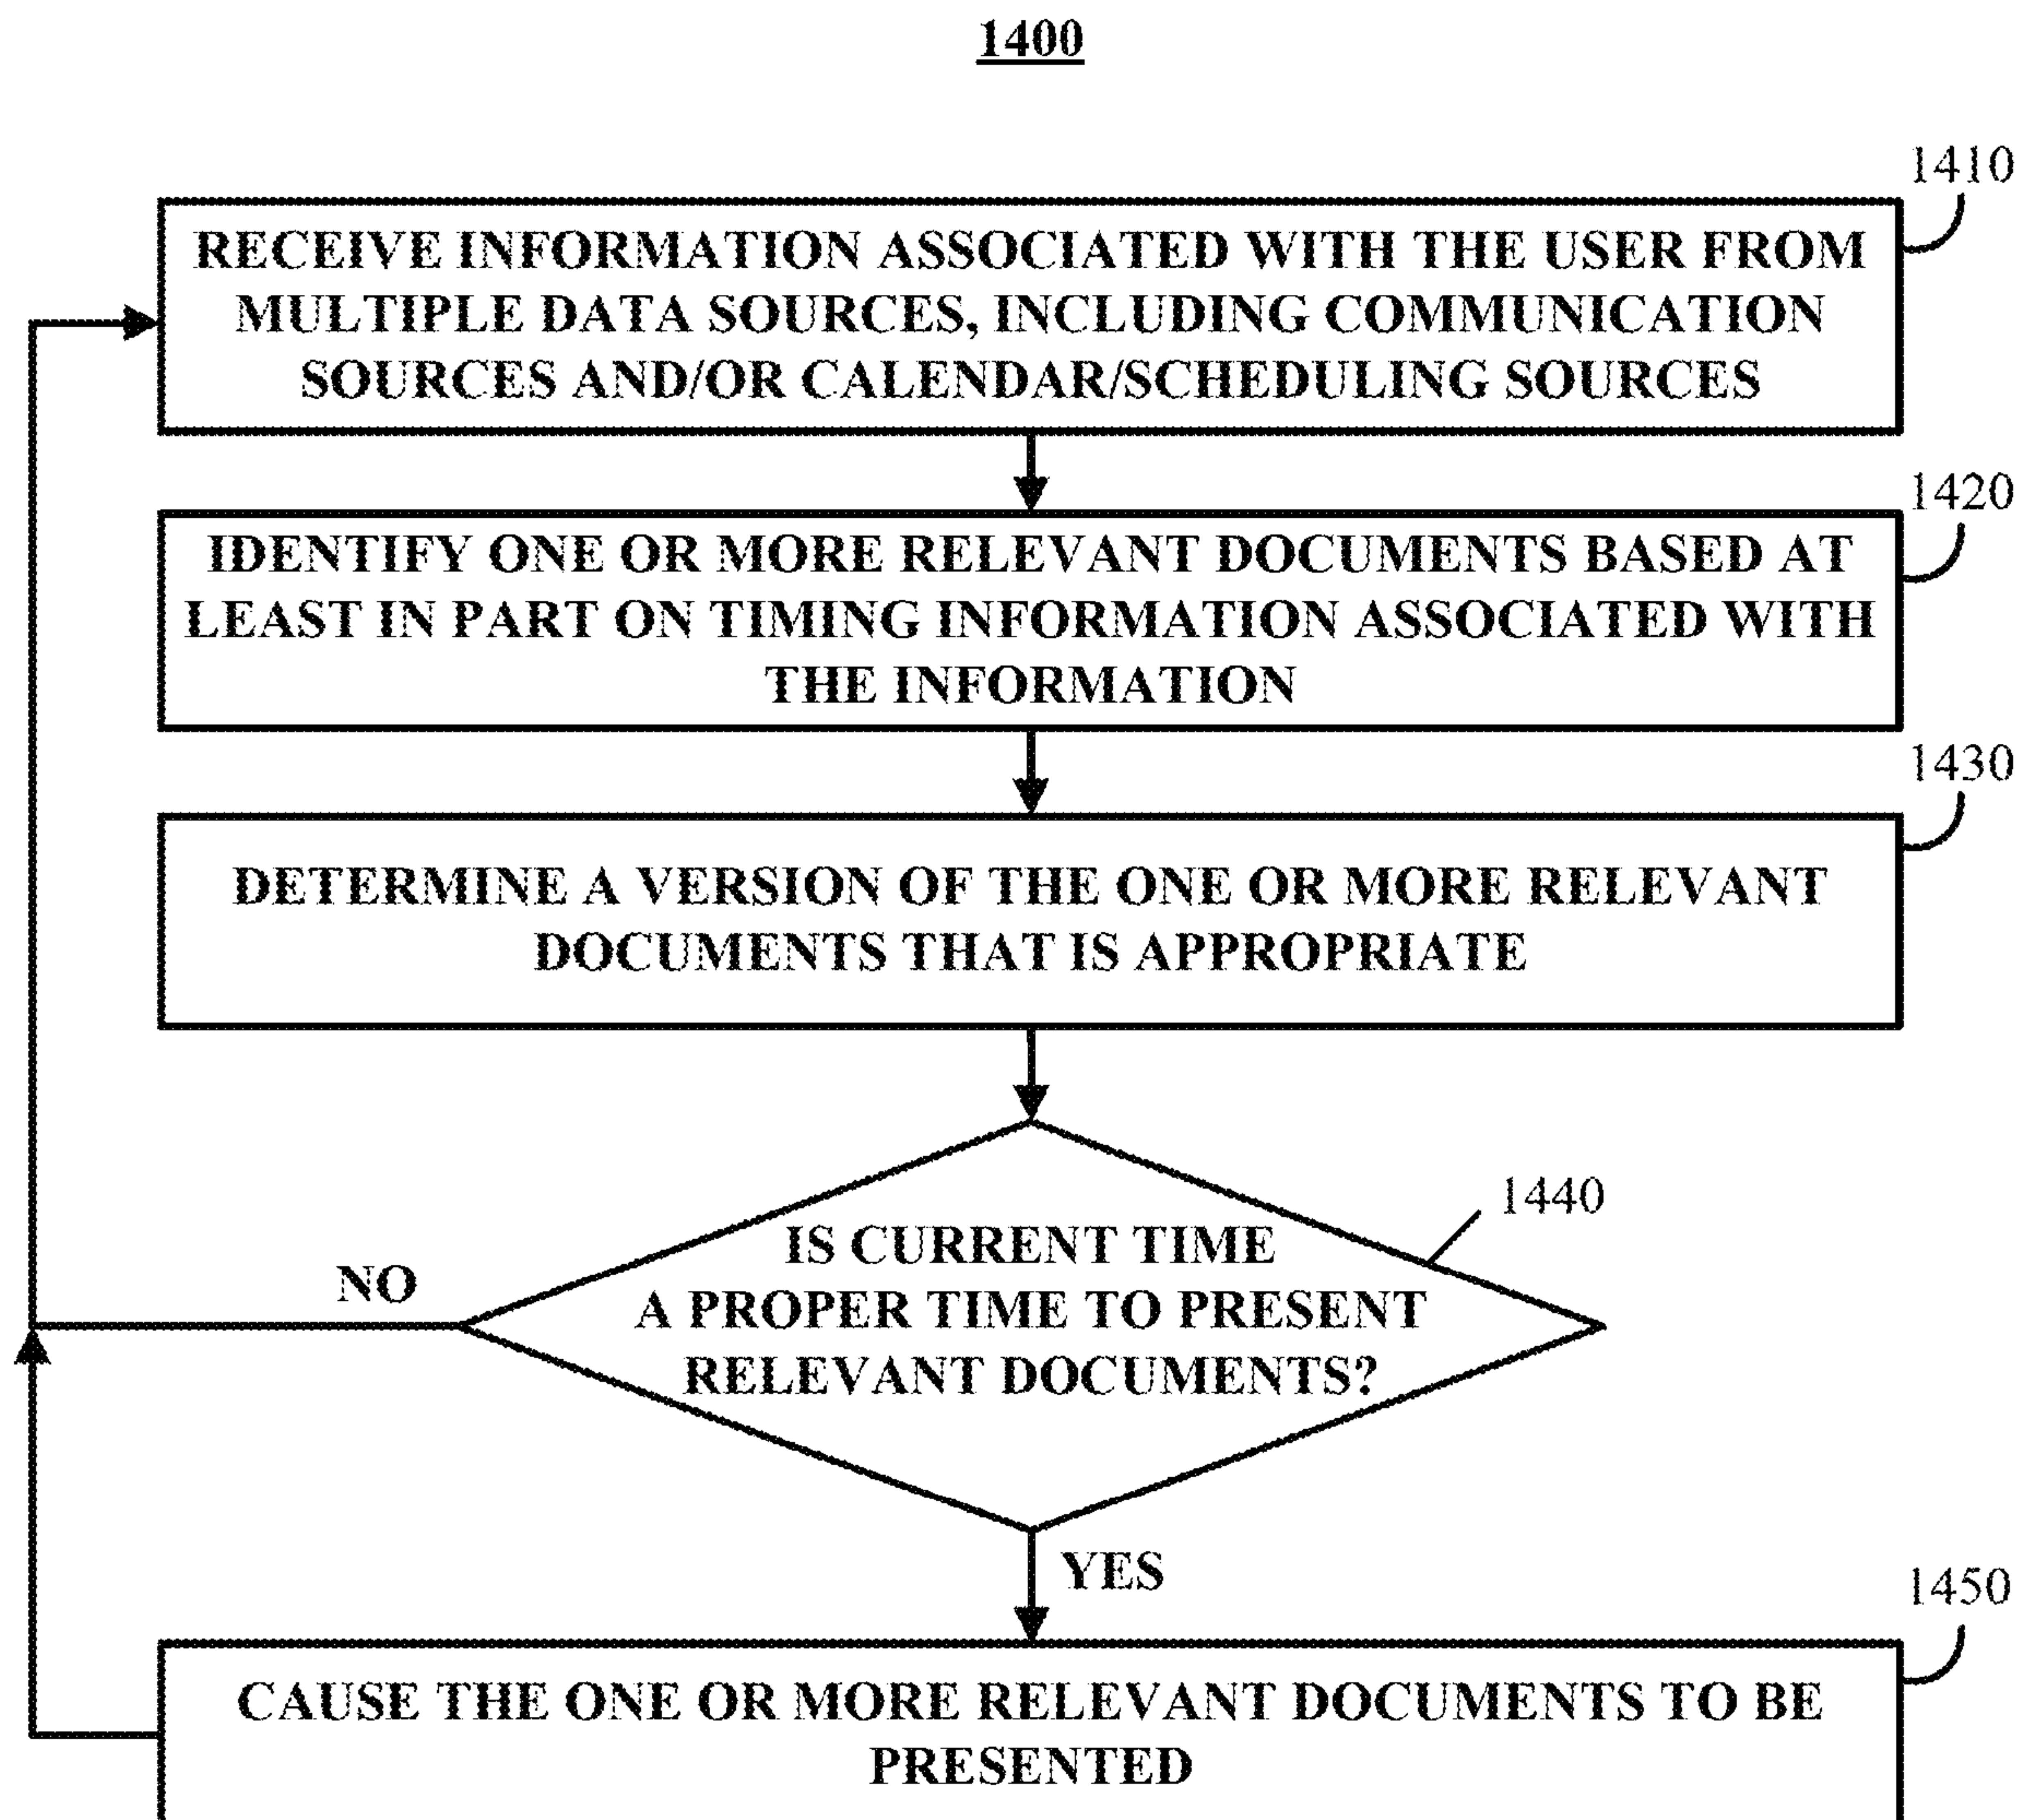 1400
1410
RECEIVE INFORMATION ASSOCIATED WITH THE USER FROM
MULTIPLE DATA SOURCES, INCLUDING COMMUNICATION
SOURCES AND/OR CALENDAR/SCHEDULING SOURCES
1420
IDENTIFY ONE OR MORE RELEVANT DOCUMENTS BASED AT
LEAST IN PART ON TIMING INFORMATION ASSOCIATED WITH
THE INFORMATION
1430
DETERMINE A VERSION OF THE ONE OR MORE RELEVANT
DOCUMENTS THAT IS APPROPRIATE
1440
IS CURRENT TIME
A PROPER TIME TO PRESENT
RELEVANT DOCUMENTS?
NO
YES
1450
CAUSE THE ONE OR MORE RELEVANT DOCUMENTS TO BE
PRESENTED